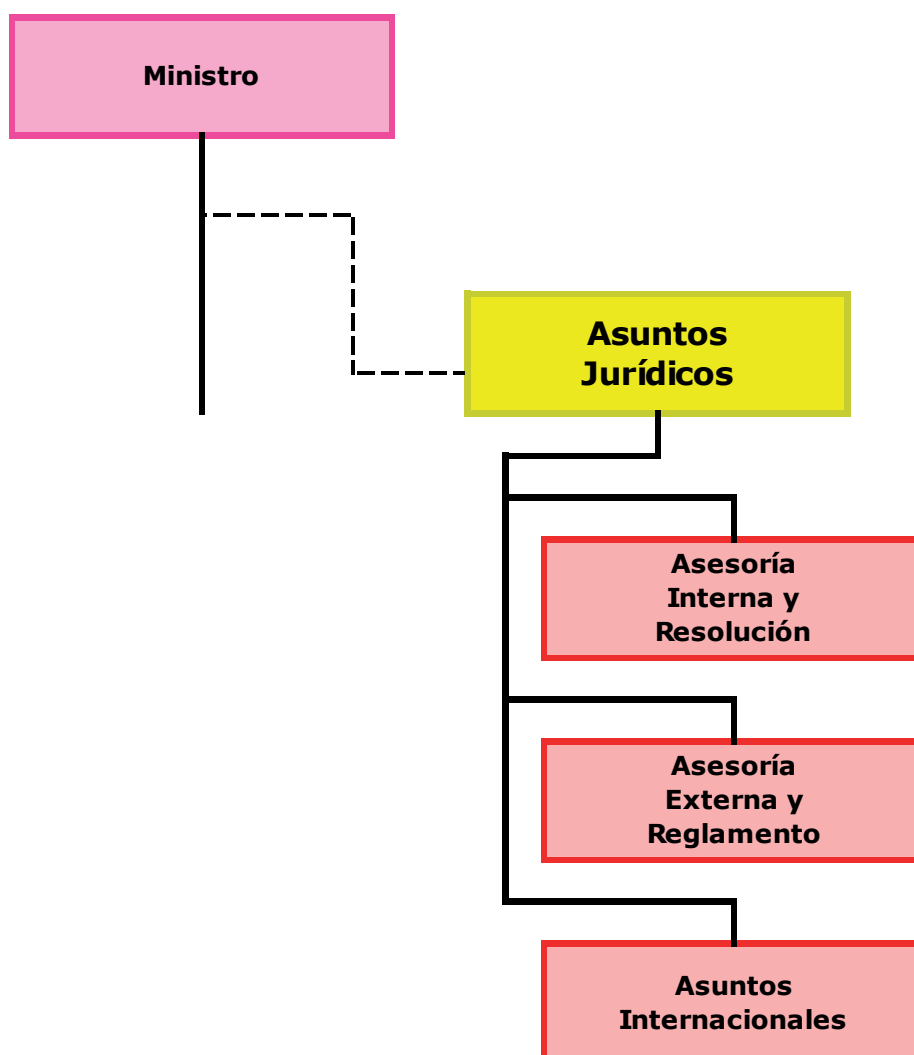 Ministro
Asuntos
Jurídicos
Asesoría
Interna y
Resolución
Asesoría
Externa y
Reglamento
Asuntos
Internacionales